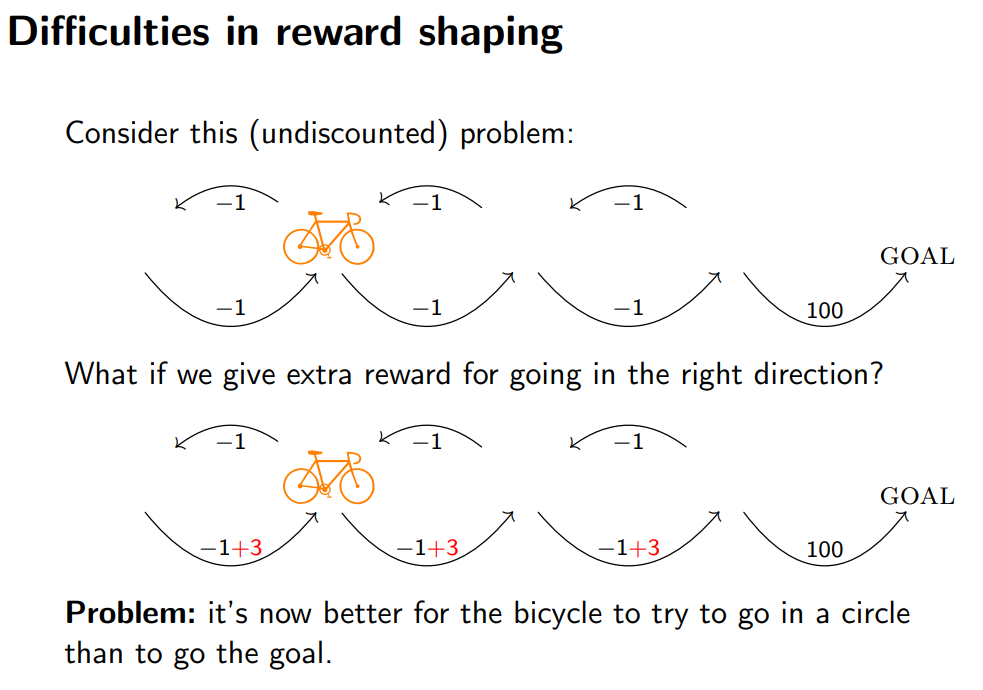 Difficulties in reward shaping
Consider this (undiscounted) problem:
−1 −1 −1
GOAL
−1 −1 −1 100
What if we give extra reward for going in the right direction?
−1 −1 −1
GOAL
−1+3 −1+3 −1+3 100
Problem: it's now better for the bicycle to try to go in a circle
than to go the goal.